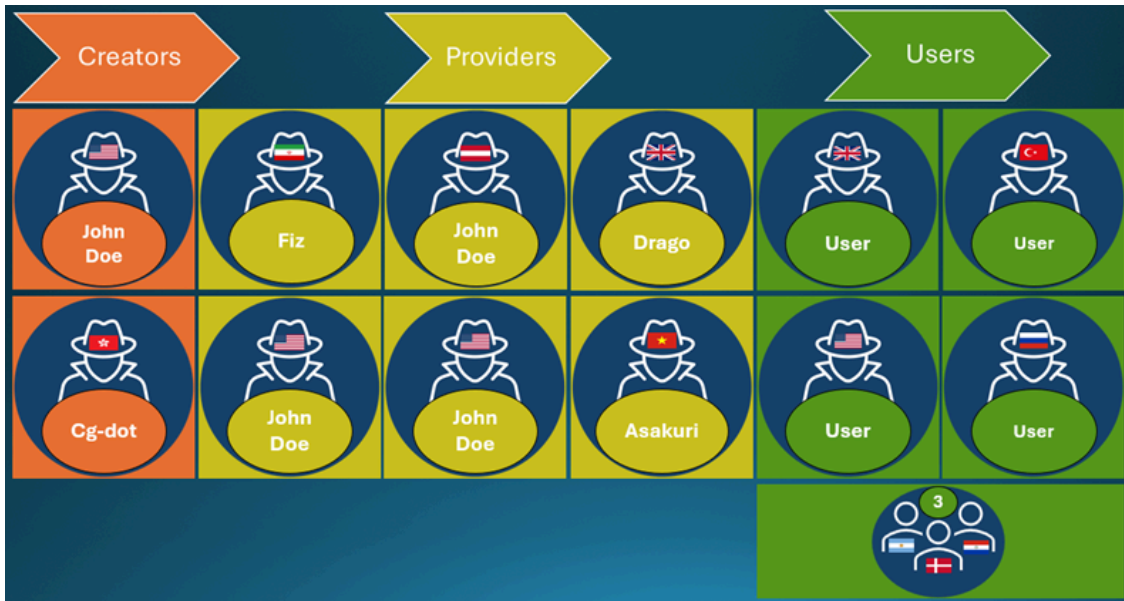 Creators
Providers
Users
John
Doe
Fiz
John
Doe
Drago
User
User
Cg-dot
John
Doe
John
Doe
Asakuri
User
User
3